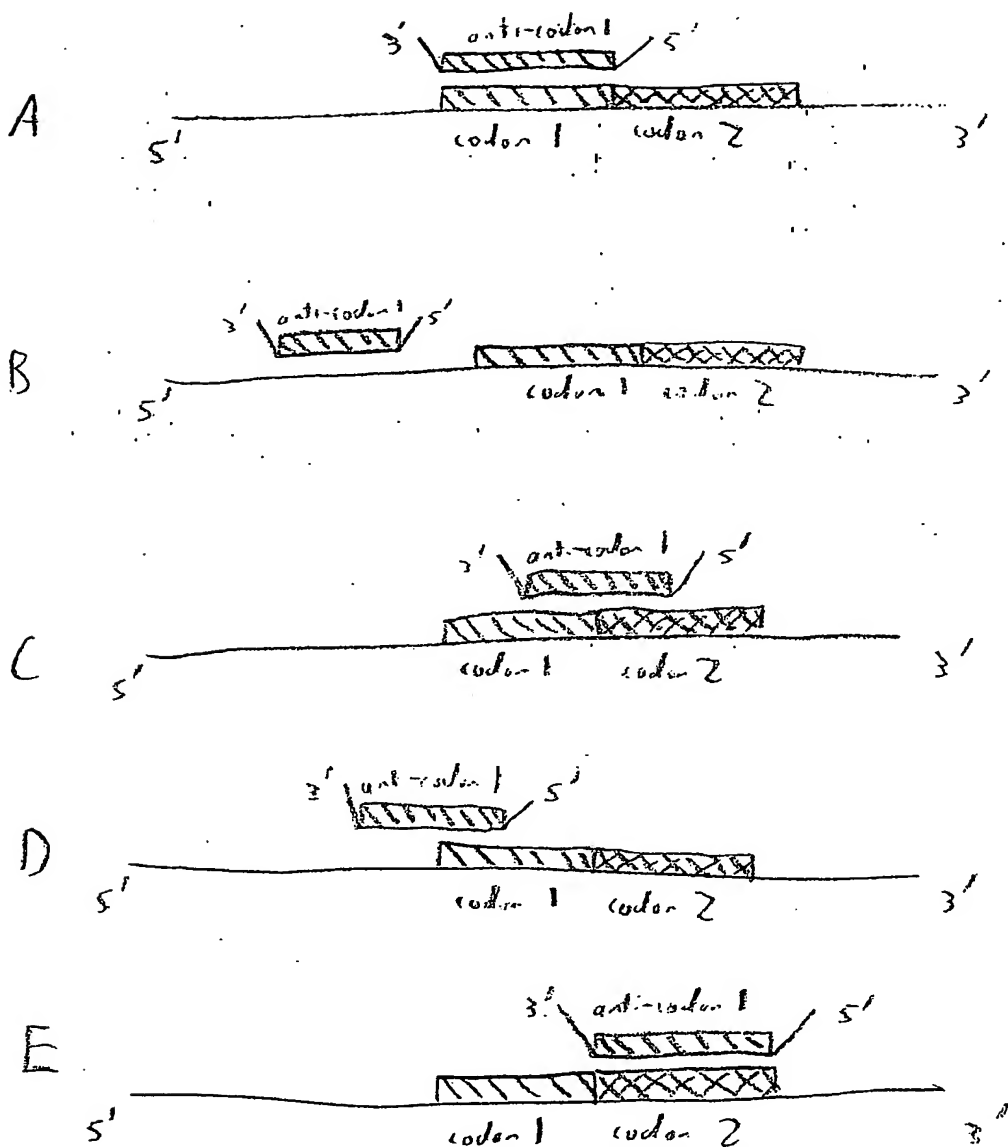 anti-codon 1
3' 5'
A
5' codon 1 codon 2 3'
3' anti-codon 1 5'
B
5' codon 1 codon 2 3'
3' anti-codon 1 5'
C
5' codon 1 codon 2 3'
3' anti-codon 1 5'
D
5' codon 1 codon 2 3'
3' anti-codon 1 5'
E
5' codon 1 codon 2 3'